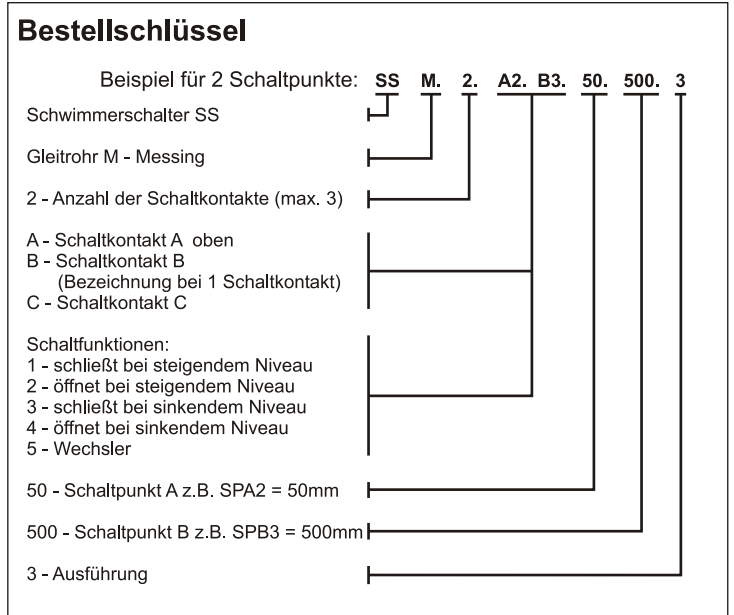 Bestellschlüssel
Beispiel für 2 Schaltpunkte: SS M. 2. A2. B3. 50. 500. 3
Schwimmerschalter SS
Gleitrohr M - Messing
2 - Anzahl der Schaltkontakte (max. 3)
A - Schaltkontakt A oben
B - Schaltkontakt B
(Bezeichnung bei 1 Schaltkontakt)
C - Schaltkontakt C
Schaltfunktionen:
1 - schließt bei steigendem Niveau
2 - öffnet bei steigendem Niveau
3 - schließt bei sinkendem Niveau
4 - öffnet bei sinkendem Niveau
5 - Wechsler
50 - Schaltpunkt A z.B. SPA2 = 50mm
500 - Schaltpunkt B z.B. SPB3 = 500mm
3 - Ausführung